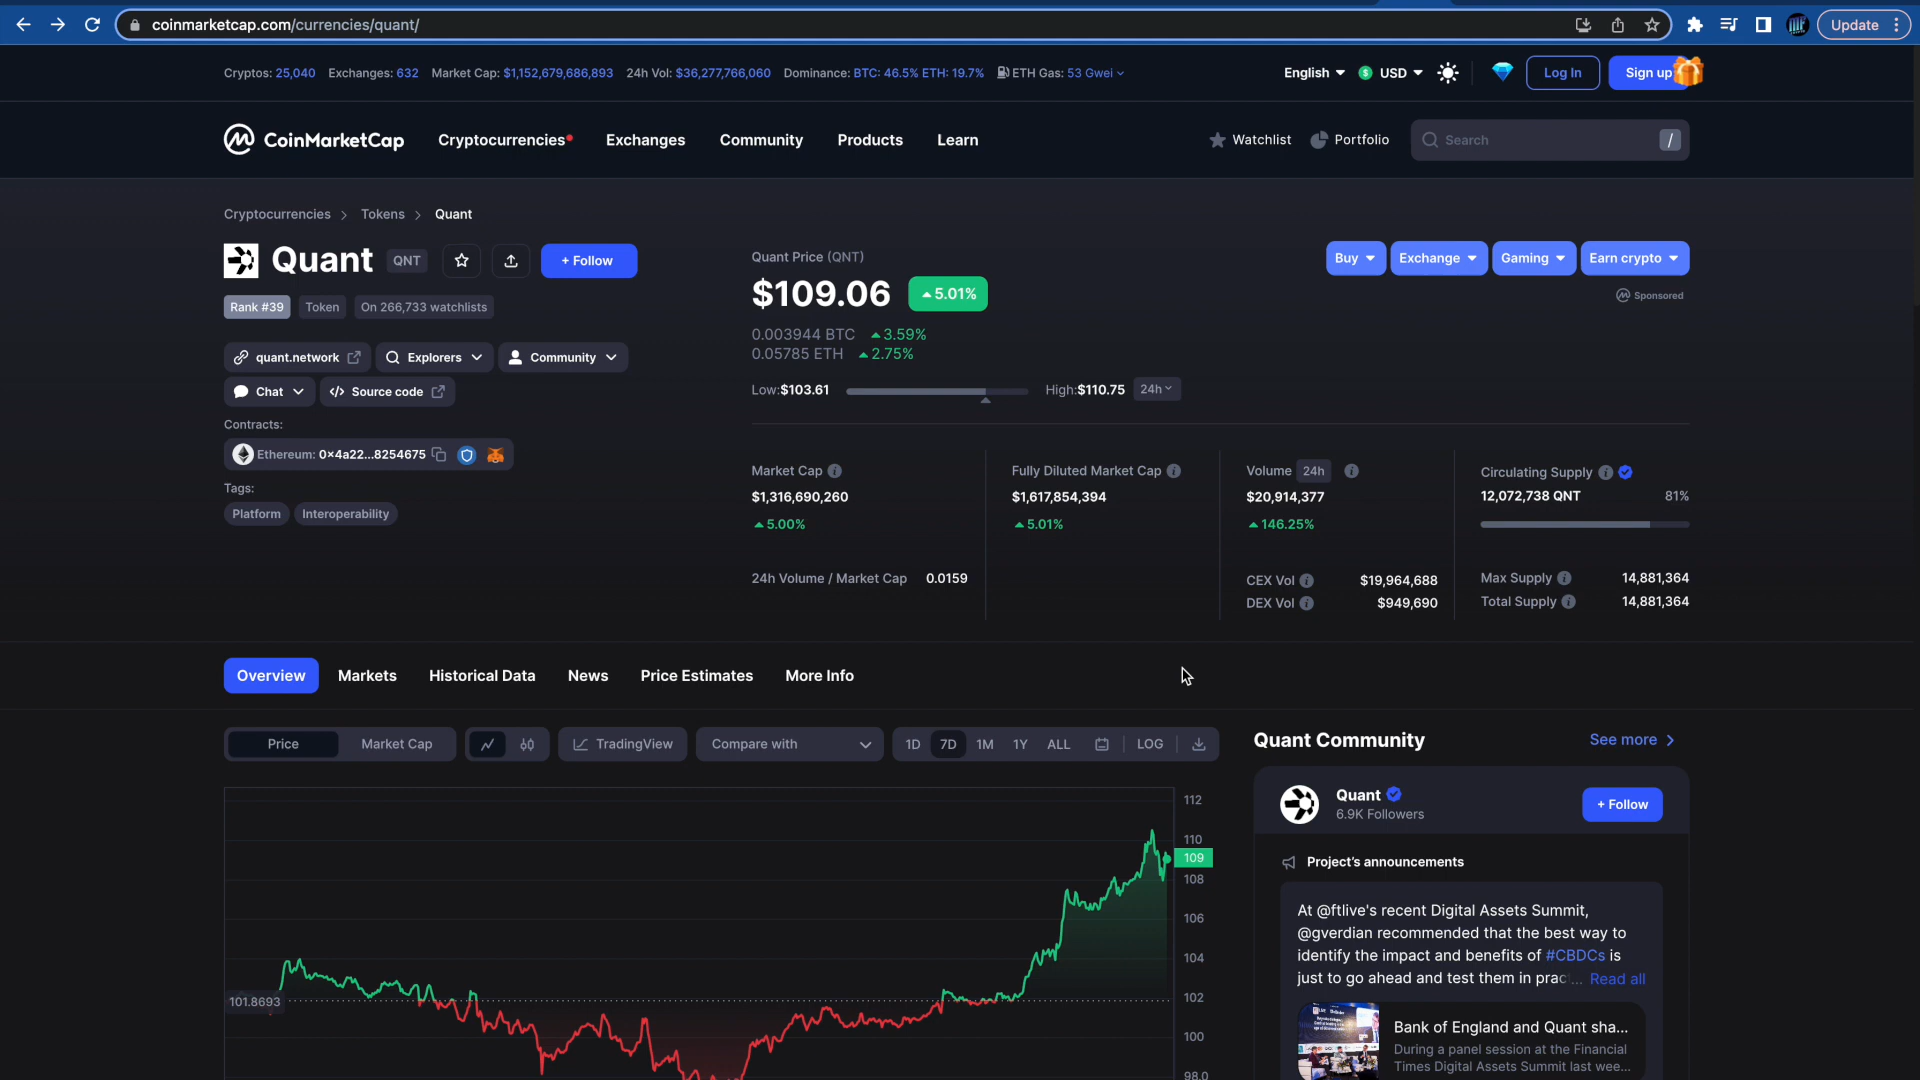 coinmarketcap.com/currencies/quant/
Update
Cryptos: 25,040 Exchanges: 632 Market Cap: $1,152,679,686,893 24h Vol: $36,277,766,060 Dominance: BTC: 46.5% ETH: 19.7% ETH Gas: 53 Gwei
English USD Log In Sign up
CoinMarketCap Cryptocurrencies Exchanges Community Products Learn
Watchlist Portfolio Search /
Cryptocurrencies > Tokens > Quant
Quant QNT + Follow
Rank #39 Token On 266,733 watchlists
quant.network Explorers Community
Chat Source code
Contracts:
Ethereum: 0x4a22...8254675
Tags:
Platform Interoperability
Quant Price (QNT)
$109.06 5.01%
0.003944 BTC 3.59%
0.05785 ETH 2.75%
Low:$103.61 High:$110.75 24h
Buy Exchange Gaming Earn crypto
Sponsored
Market Cap
$1,316,690,260
5.00%
24h Volume / Market Cap 0.0159
Fully Diluted Market Cap
$1,617,854,394
5.01%
Volume 24h
$20,914,377
146.25%
CEX Vol $19,964,688
DEX Vol $949,690
Circulating Supply
12,072,738 QNT 81%
Max Supply 14,881,364
Total Supply 14,881,364
Overview Markets Historical Data News Price Estimates More Info
Price Market Cap TradingView Compare with 1D 7D 1M 1Y ALL LOG
112
110
109
108
106
104
102
100
98.0
101.8693
Quant Community See more >
Quant
6.9K Followers
+ Follow
Project's announcements
At @ftlive's recent Digital Assets Summit,
@gverdian recommended that the best way to
identify the impact and benefits of #CBDCs is
just to go ahead and test them in prac... Read all
Bank of England and Quant sha...
During a panel session at the Financial
Times Digital Assets Summit last wee...